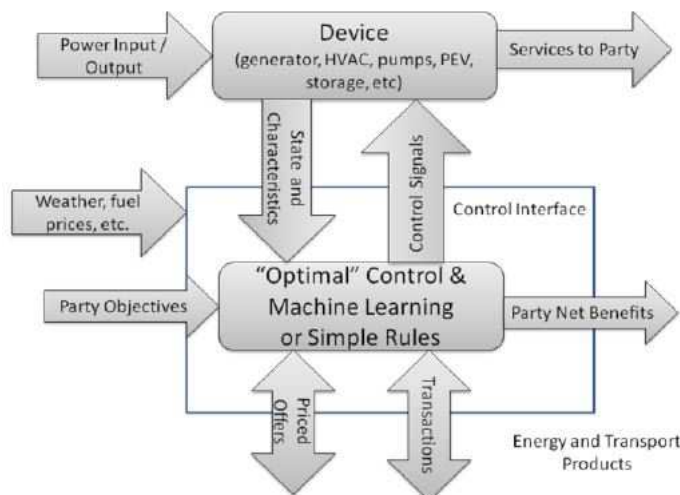 Power Input /
Output
Device
(generator, HVAC, pumps, PEV,
storage, etc)
Services to Party
State and
Characteristics
Control Signals
Weather, fuel
prices, etc.
Control Interface
Party Objectives
"Optimal" Control &
Machine Learning
or Simple Rules
Party Net Benefits
Priced
Offers
Transactions
Energy and Transport
Products